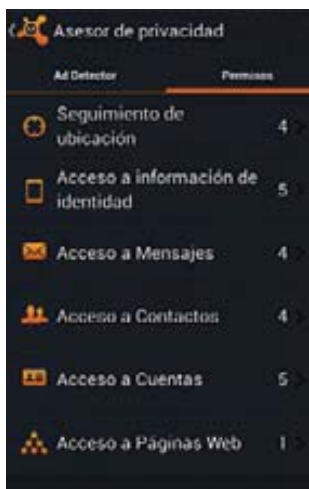 Asesor de privacidad
Ad Detector
Permisos
Seguimiento de
ubicación
4
Acceso a información de
identidad
5
Acceso a Mensajes
4
Acceso a Contactos
4
Acceso a Cuentas
5
Acceso a Páginas Web
1